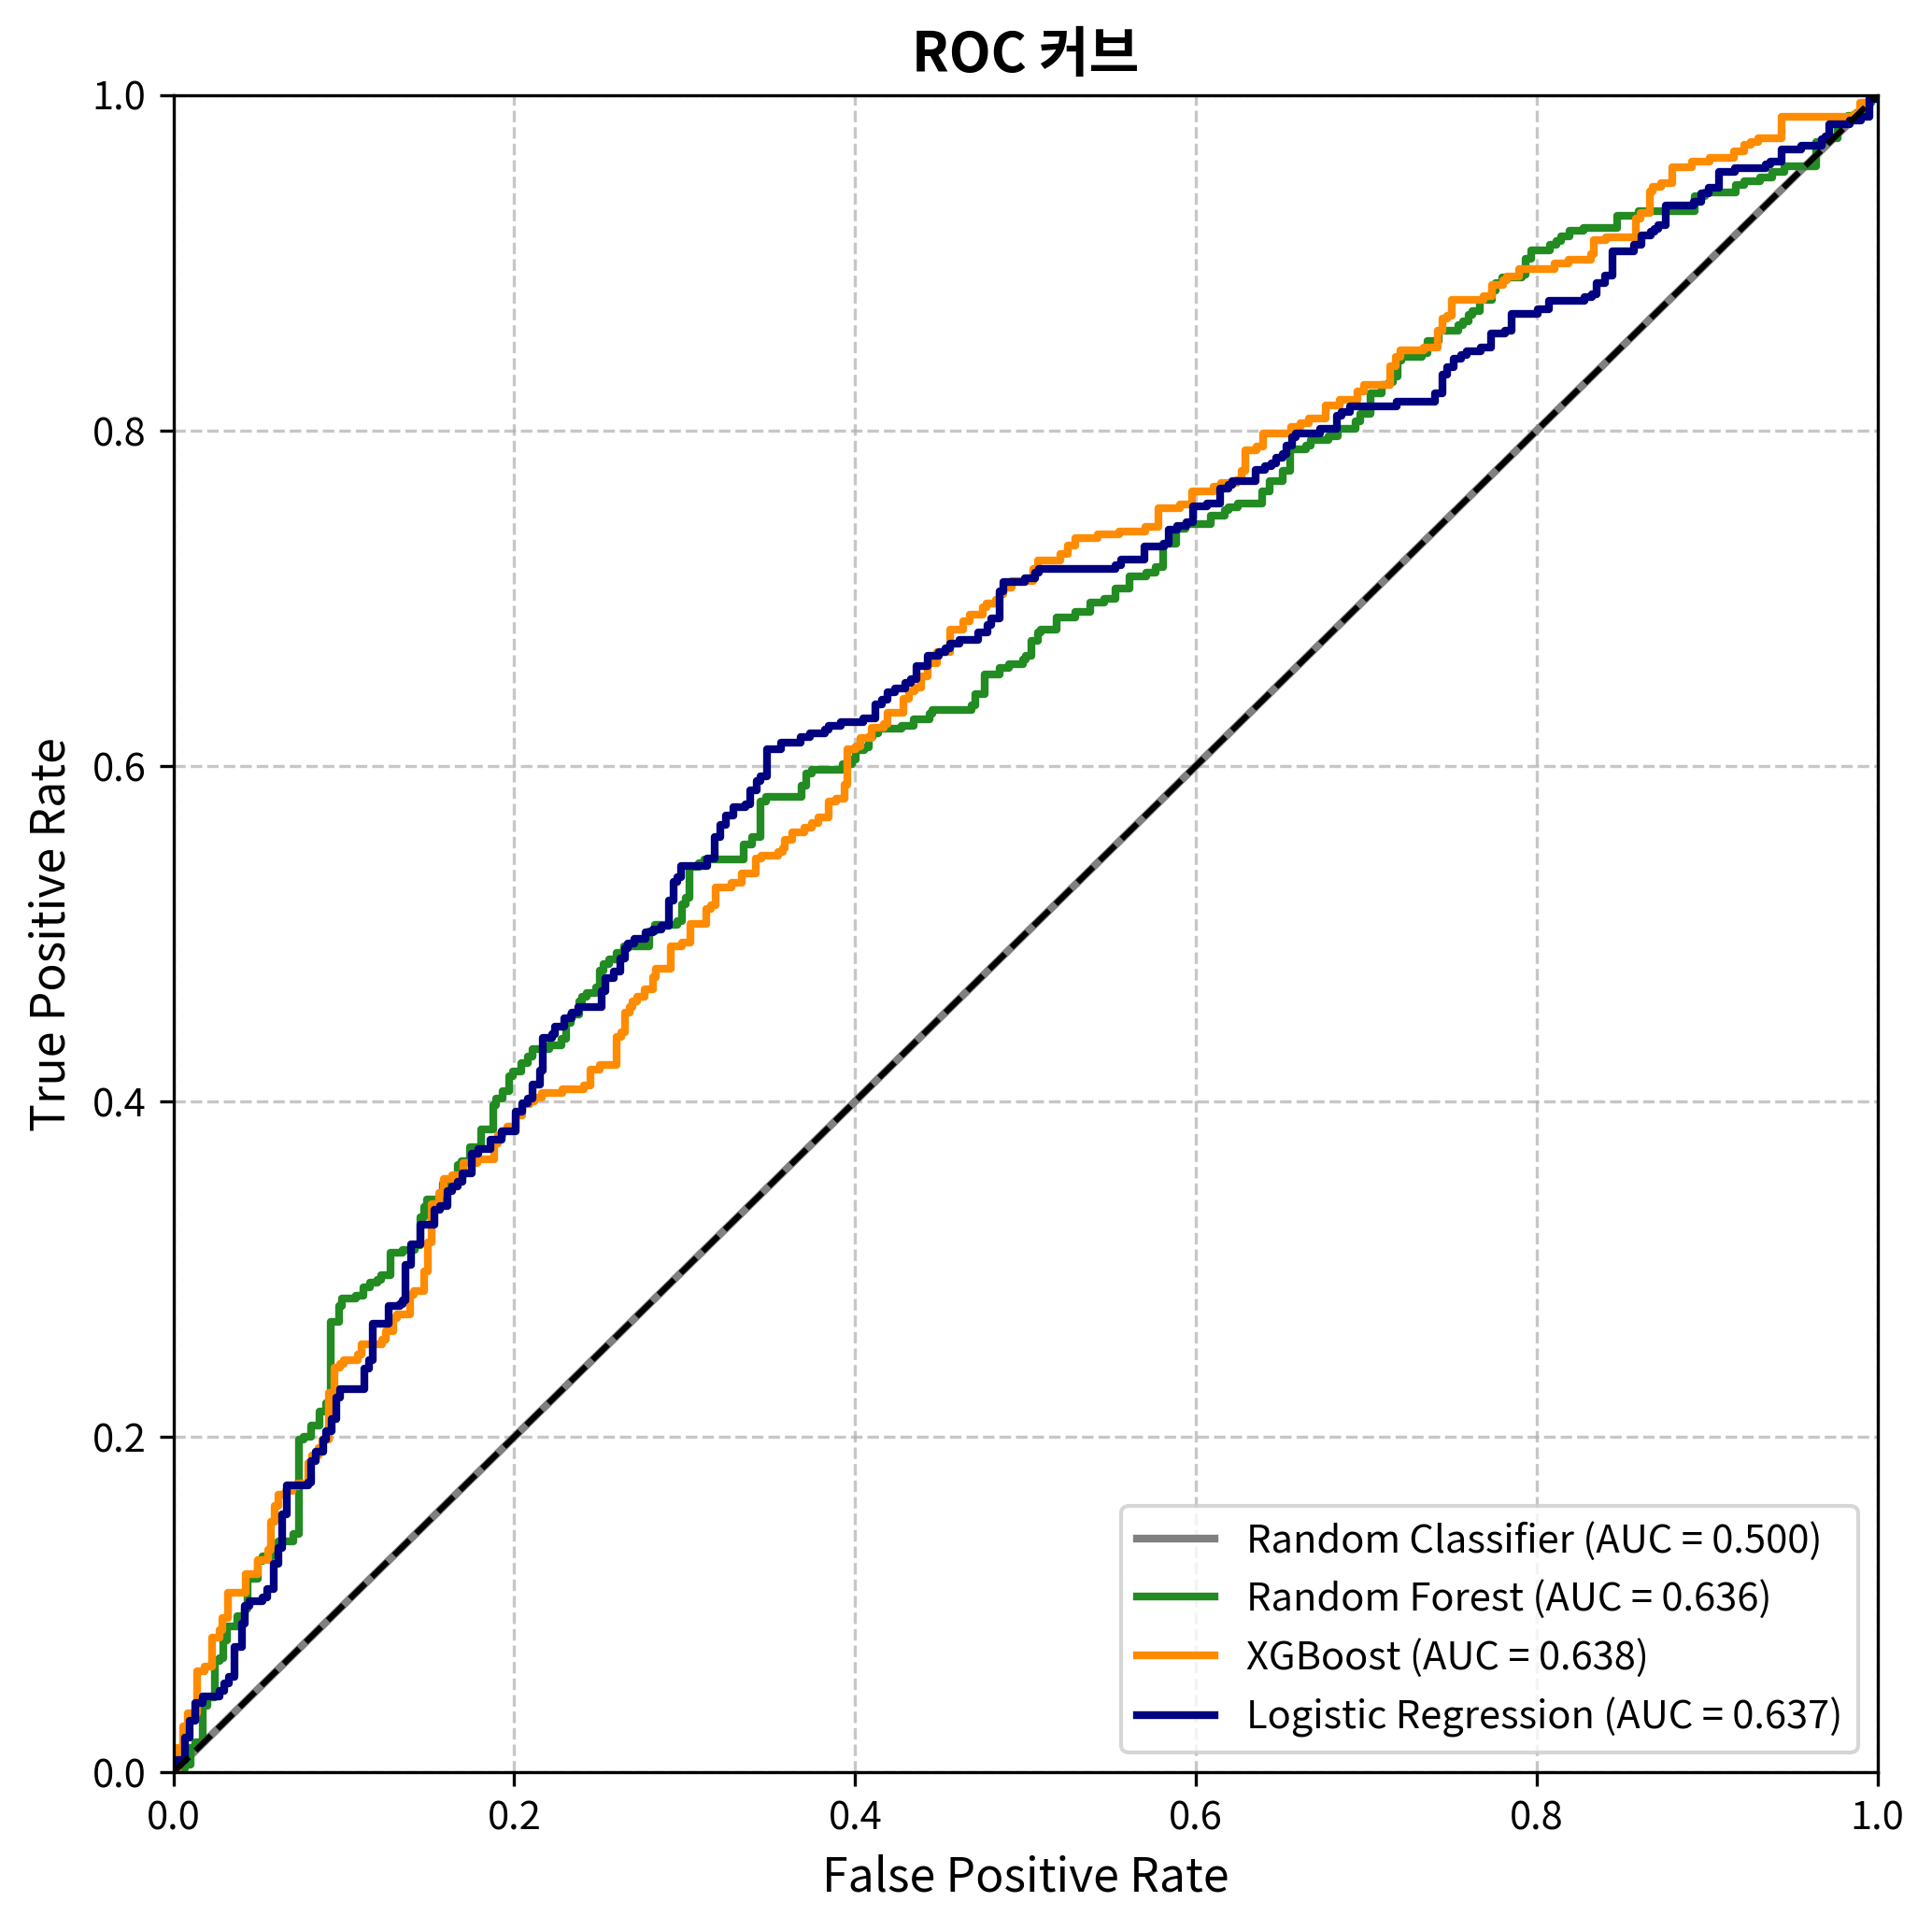 ROC 커브
1.0
0.8
0.6
0.4
0.2
0.0
True Positive Rate
0.0 0.2 0.4 0.6 0.8 1.0
False Positive Rate
Random Classifier (AUC = 0.500)
Random Forest (AUC = 0.636)
XGBoost (AUC = 0.638)
Logistic Regression (AUC = 0.637)